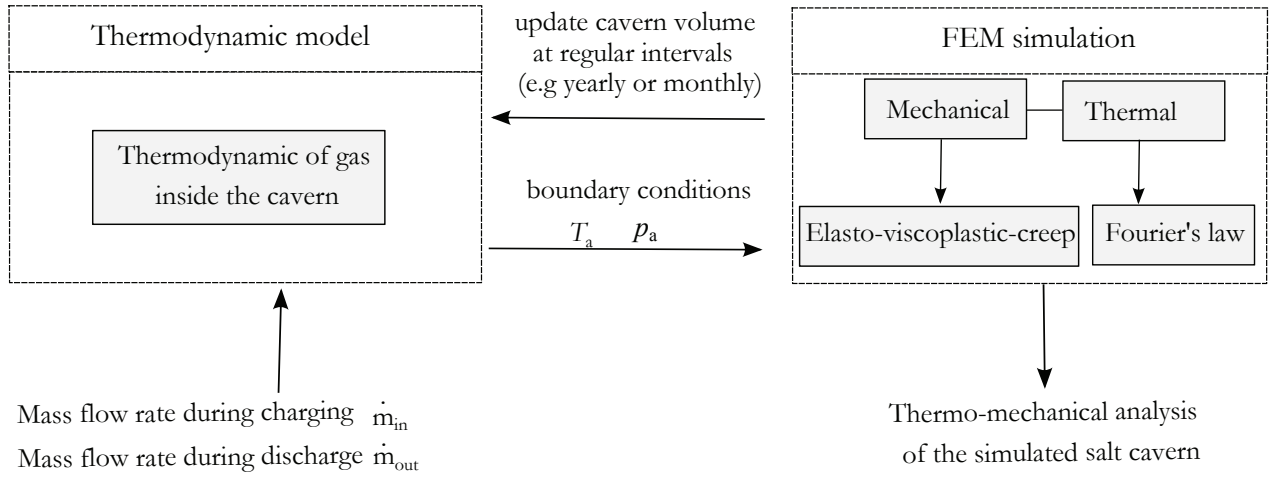 Thermodynamic model
Thermodynamic of gas
inside the cavern
update cavern volume
at regular intervals
(e.g yearly or monthly)
boundary conditions
Tₐ pₐ
FEM simulation
Mechanical
Thermal
Elasto-viscoplastic-creep
Fourier's law
Mass flow rate during charging ṁ_in
Mass flow rate during discharge ṁ_out
Thermo-mechanical analysis
of the simulated salt cavern